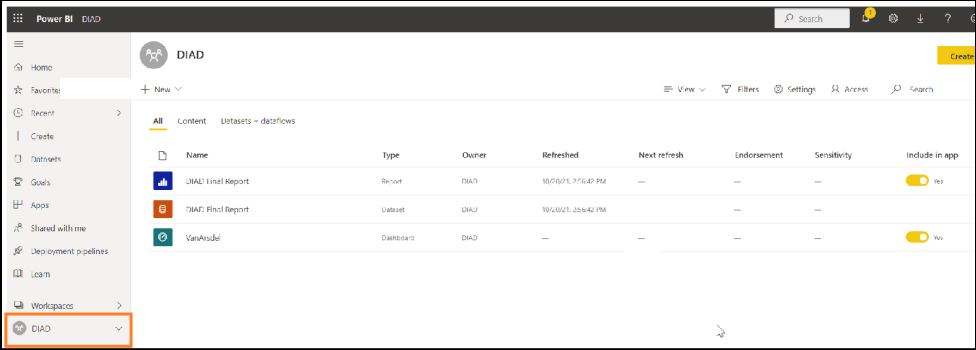 Power BI DIAD Search 1 ?
Home
Favorites
Recent
Create
Datasets
Goals
Apps
Shared with me
Deployment pipelines
Learn
Workspaces
DIAD
DIAD
Create
New View Filters Settings Access Search
All Content Datasets + dataflows
Name Type Owner Refreshed Next refresh Endorsement Sensitivity Include in app
DIAD Final Report Report DIAD 10/20/21, 2:56:42 PM — — — Yes
DIAD Final Report Dataset DIAD 10/20/21, 2:56:42 PM — — —
VanArsdel Dashboard DIAD — — — — Yes